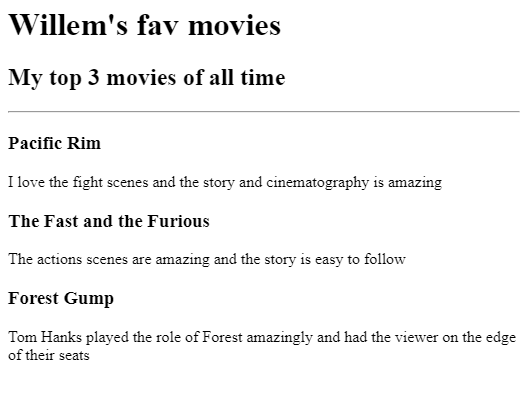 Willem's fav movies
My top 3 movies of all time
Pacific Rim
I love the fight scenes and the story and cinematography is amazing
The Fast and the Furious
The actions scenes are amazing and the story is easy to follow
Forest Gump
Tom Hanks played the role of Forest amazingly and had the viewer on the edge
of their seats